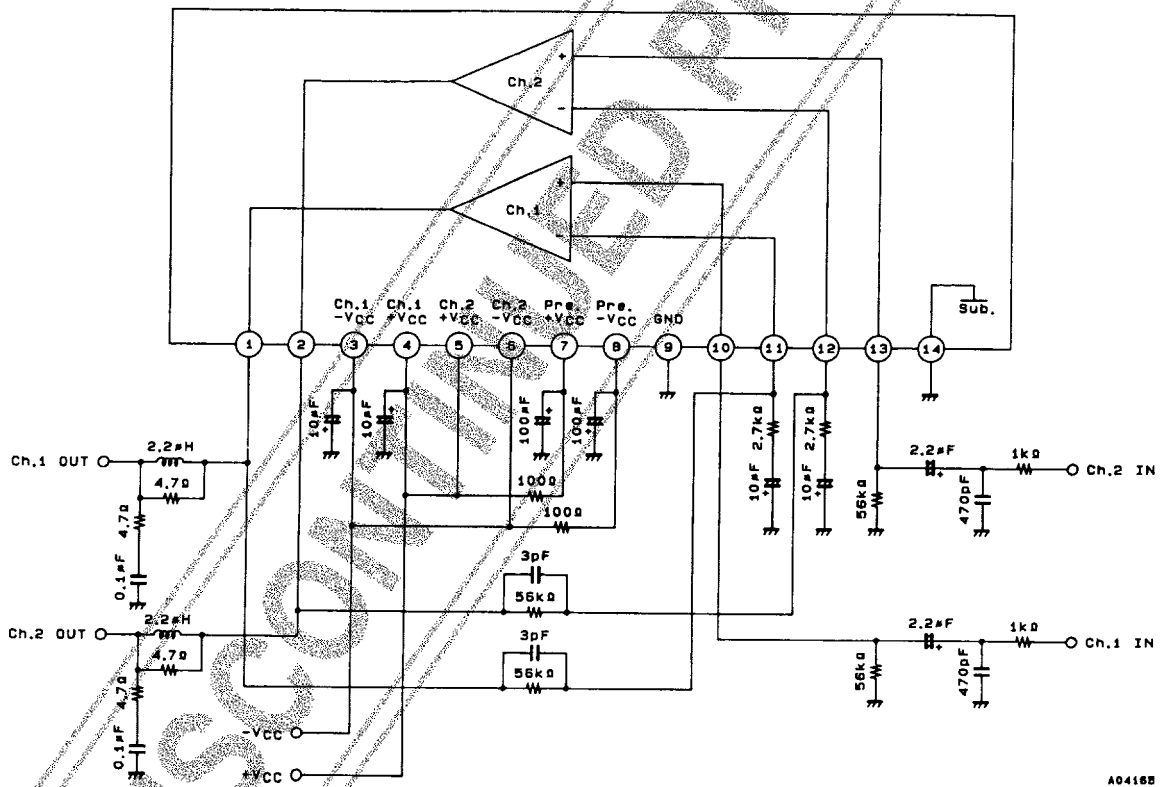 DISCONTINUED PR
Ch.2
+
−
Ch.1
+
−
Ch.1 −VCC
Ch.1 +VCC
Ch.2 +VCC
Ch.2 −VCC
Pre. +VCC
Pre. −VCC
GND
Sub.
1 2 3 4 5 6 7 8 9 10 11 12 13 14
10µF
10µF
100µF
100µF
2.7kΩ
2.7kΩ
10µF
10µF
Ch.1 OUT
2.2µH
4.7Ω
4.7Ω
0.1µF
100Ω
100Ω
2.2µF
1kΩ
Ch.2 IN
56kΩ
470pF
3pF
56kΩ
Ch.2 OUT
2.2µH
4.7Ω
4.7Ω
0.1µF
3pF
56kΩ
2.2µF
1kΩ
Ch.1 IN
56kΩ
470pF
−VCC
+VCC